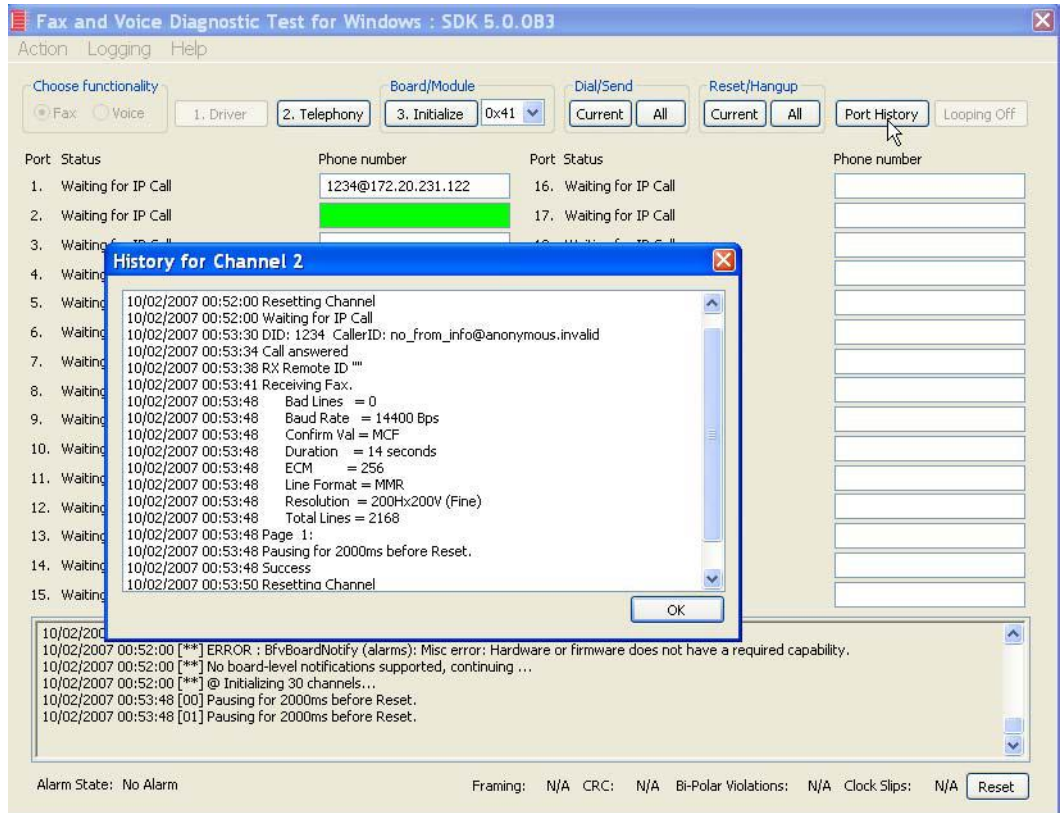 Fax and Voice Diagnostic Test for Windows : SDK 5.0.0B3
Action Logging Help
Choose functionality Board/Module Dial/Send Reset/Hangup
Fax Voice 1. Driver 2. Telephony 3. Initialize 0x41 Current All Current All Port History Looping Off
Port Status Phone number Port Status Phone number
1. Waiting for IP Call 1234@172.20.231.122 16. Waiting for IP Call
2. Waiting for IP Call 17. Waiting for IP Call
3. Waiting
4. Waiting
5. Waiting
6. Waiting
7. Waiting
8. Waiting
9. Waiting
10. Waiting
11. Waiting
12. Waiting
13. Waiting
14. Waiting
15. Waiting
History for Channel 2
10/02/2007 00:52:00 Resetting Channel
10/02/2007 00:52:00 Waiting for IP Call
10/02/2007 00:53:30 DID: 1234 CallerID: no_from_info@anonymous.invalid
10/02/2007 00:53:34 Call answered
10/02/2007 00:53:38 RX Remote ID ""
10/02/2007 00:53:41 Receiving Fax.
10/02/2007 00:53:48 Bad Lines = 0
10/02/2007 00:53:48 Baud Rate = 14400 Bps
10/02/2007 00:53:48 Confirm Val = MCF
10/02/2007 00:53:48 Duration = 14 seconds
10/02/2007 00:53:48 ECM = 256
10/02/2007 00:53:48 Line Format = MMR
10/02/2007 00:53:48 Resolution = 200Hx200V (Fine)
10/02/2007 00:53:48 Total Lines = 2168
10/02/2007 00:53:48 Page 1:
10/02/2007 00:53:48 Pausing for 2000ms before Reset.
10/02/2007 00:53:48 Success
10/02/2007 00:53:50 Resetting Channel
OK
10/02/200
10/02/2007 00:52:00 [**] ERROR : BfvBoardNotify (alarms): Misc error: Hardware or firmware does not have a required capability.
10/02/2007 00:52:00 [**] No board-level notifications supported, continuing ...
10/02/2007 00:52:00 [**] @ Initializing 30 channels...
10/02/2007 00:53:48 [00] Pausing for 2000ms before Reset.
10/02/2007 00:53:48 [01] Pausing for 2000ms before Reset.
Alarm State: No Alarm Framing: N/A CRC: N/A Bi-Polar Violations: N/A Clock Slips: N/A Reset